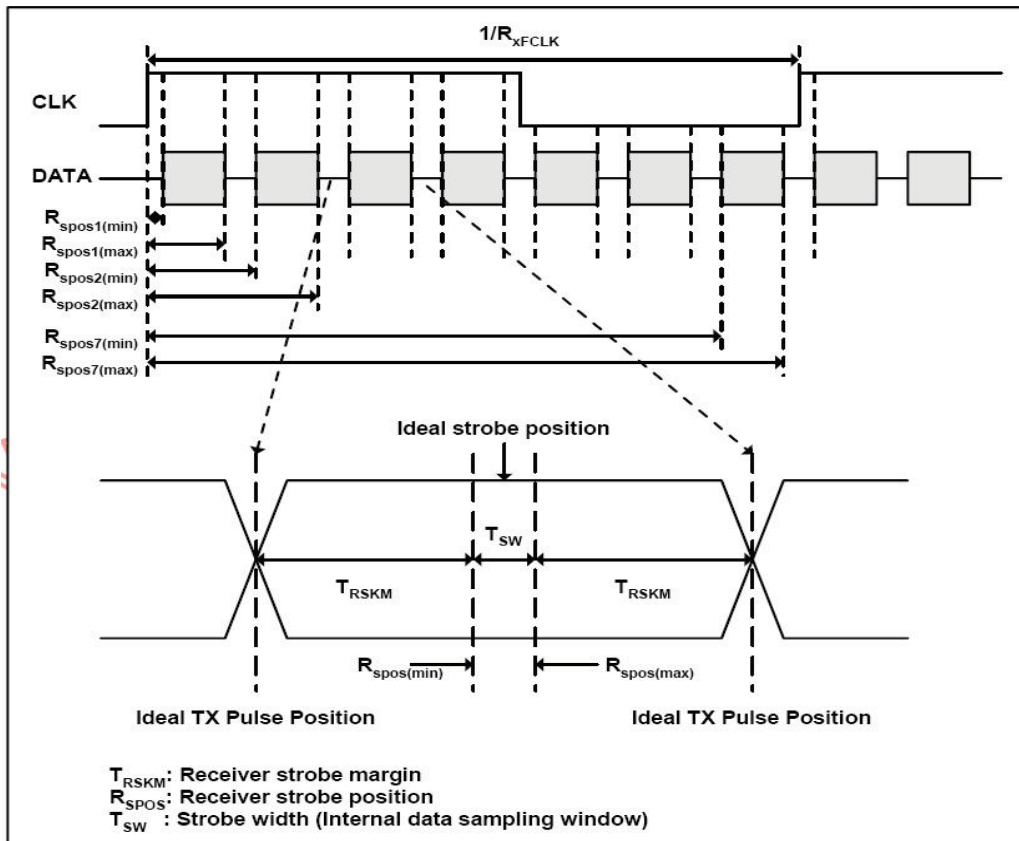 1/RxFCLK
CLK
DATA
Rspos1(min)
Rspos1(max)
Rspos2(min)
Rspos2(max)
Rspos7(min)
Rspos7(max)
Ideal strobe position
TSW
TRSKM TRSKM
Rspos(min) Rspos(max)
Ideal TX Pulse Position Ideal TX Pulse Position
TRSKM: Receiver strobe margin
RSPOS: Receiver strobe position
TSW : Strobe width (Internal data sampling window)